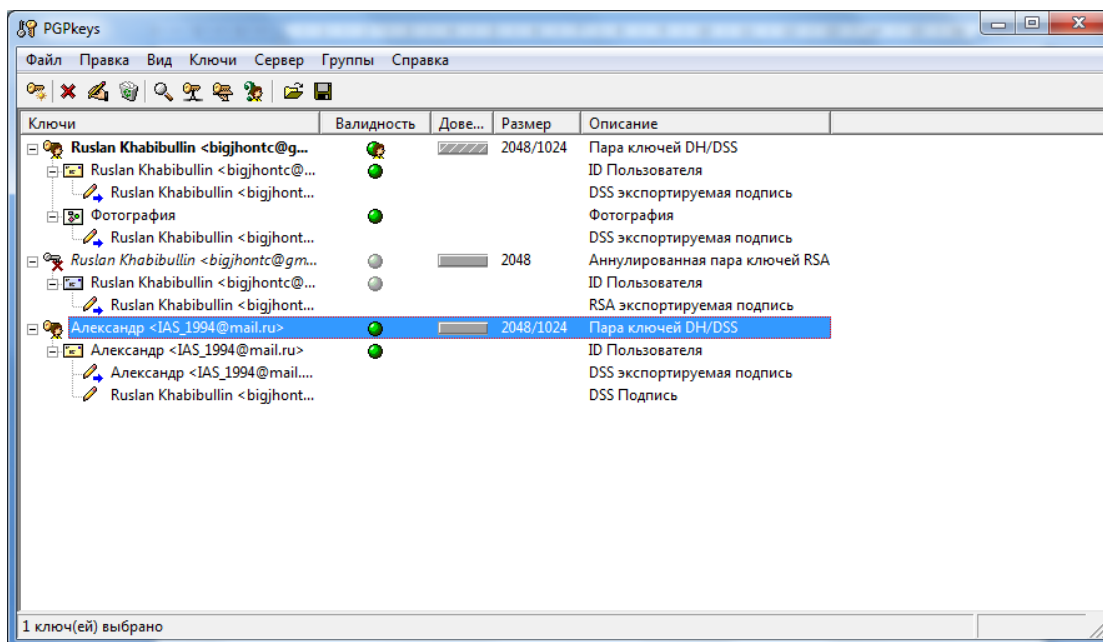 PGPkeys
Файл Правка Вид Ключи Сервер Группы Справка
Ключи Валидность Дове... Размер Описание
Ruslan Khabibullin <bigjhontc@g... 2048/1024 Пара ключей DH/DSS
Ruslan Khabibullin <bigjhontc@... ID Пользователя
Ruslan Khabibullin <bigjhont... DSS экспортируемая подпись
Фотография Фотография
Ruslan Khabibullin <bigjhont... DSS экспортируемая подпись
Ruslan Khabibullin <bigjhontc@gm... 2048 Аннулированная пара ключей RSA
Ruslan Khabibullin <bigjhontc@... ID Пользователя
Ruslan Khabibullin <bigjhont... RSA экспортируемая подпись
Александр <IAS_1994@mail.ru> 2048/1024 Пара ключей DH/DSS
Александр <IAS_1994@mail.ru> ID Пользователя
Александр <IAS_1994@mail.... DSS экспортируемая подпись
Ruslan Khabibullin <bigjhont... DSS Подпись
1 ключ(ей) выбрано